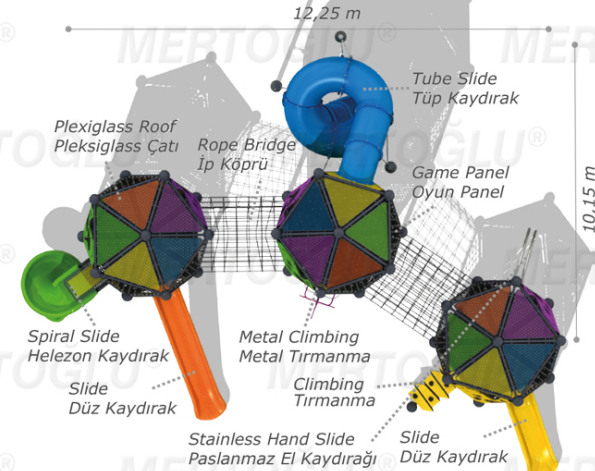 12,25 m
MERTOĞLU®
Tube Slide
Tüp Kaydırak
Plexiglass Roof
Pleksiglass Çatı
Rope Bridge
İp Köprü
Game Panel
Oyun Panel
10,15 m
Spiral Slide
Helezon Kaydırak
Metal Climbing
Metal Tırmanma
Slide
Düz Kaydırak
Climbing
Tırmanma
Stainless Hand Slide
Paslanmaz El Kaydırağı
Slide
Düz Kaydırak